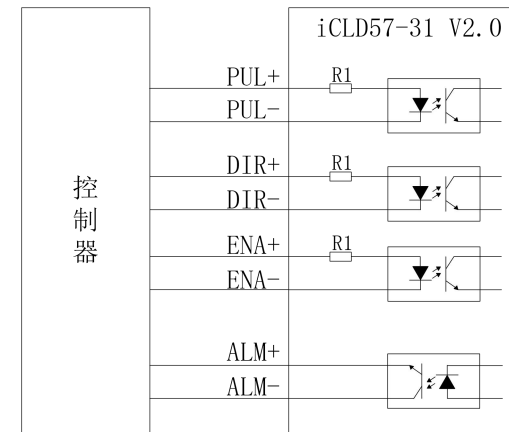 iCLD57-31 V2.0
PUL+ R1
PUL-
DIR+ R1
DIR-
控制器
ENA+ R1
ENA-
ALM+
ALM-